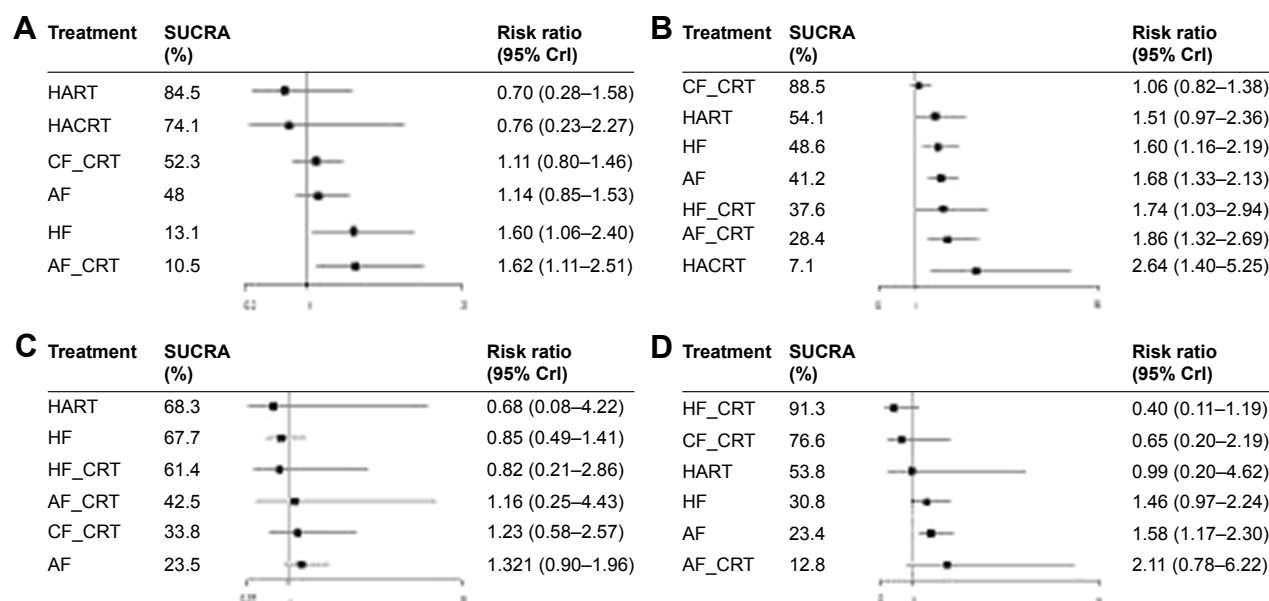 A Treatment SUCRA (%) Risk ratio (95% CrI)
HART 84.5 0.70 (0.28–1.58)
HACRT 74.1 0.76 (0.23–2.27)
CF_CRT 52.3 1.11 (0.80–1.46)
AF 48 1.14 (0.85–1.53)
HF 13.1 1.60 (1.06–2.40)
AF_CRT 10.5 1.62 (1.11–2.51)
1
B Treatment SUCRA (%) Risk ratio (95% CrI)
CF_CRT 88.5 1.06 (0.82–1.38)
HART 54.1 1.51 (0.97–2.36)
HF 48.6 1.60 (1.16–2.19)
AF 41.2 1.68 (1.33–2.13)
HF_CRT 37.6 1.74 (1.03–2.94)
AF_CRT 28.4 1.86 (1.32–2.69)
HACRT 7.1 2.64 (1.40–5.25)
1
C Treatment SUCRA (%) Risk ratio (95% CrI)
HART 68.3 0.68 (0.08–4.22)
HF 67.7 0.85 (0.49–1.41)
HF_CRT 61.4 0.82 (0.21–2.86)
AF_CRT 42.5 1.16 (0.25–4.43)
CF_CRT 33.8 1.23 (0.58–2.57)
AF 23.5 1.321 (0.90–1.96)
D Treatment SUCRA (%) Risk ratio (95% CrI)
HF_CRT 91.3 0.40 (0.11–1.19)
CF_CRT 76.6 0.65 (0.20–2.19)
HART 53.8 0.99 (0.20–4.62)
HF 30.8 1.46 (0.97–2.24)
AF 23.4 1.58 (1.17–2.30)
AF_CRT 12.8 2.11 (0.78–6.22)